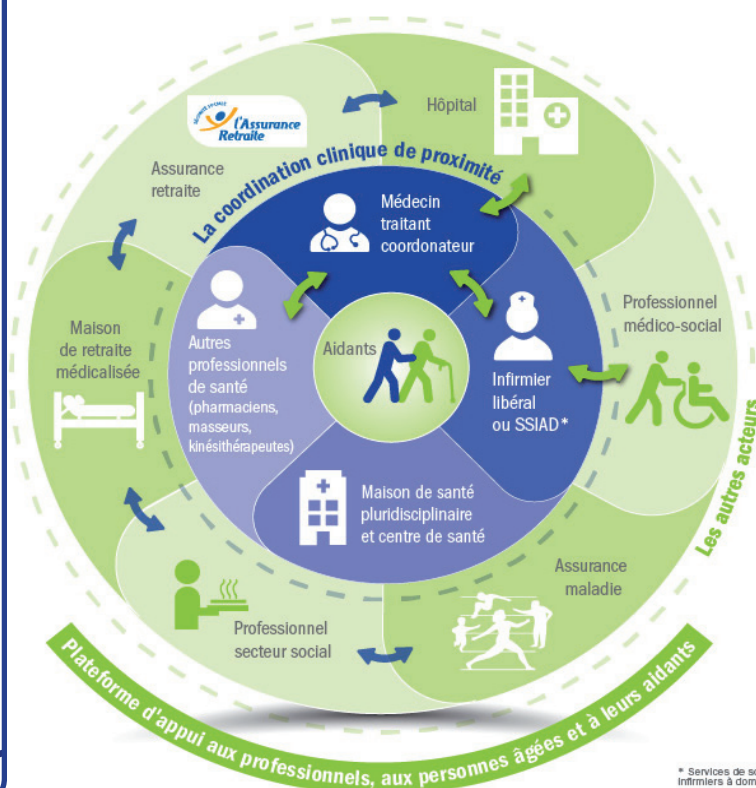 Hôpital
SÉCURITÉ SOCIALE
l'Assurance
Retraite
Assurance
retraite
La coordination clinique de proximité
Médecin
traitant
coordonateur
Professionnel
médico-social
Maison
de retraite
médicalisée
Autres
professionnels
de santé
(pharmaciens,
masseurs,
kinésithérapeutes)
Aidants
Infirmier
libéral
ou SSIAD*
Maison de santé
pluridisciplinaire
et centre de santé
Les autres acteurs
Assurance
maladie
Professionnel
secteur social
Plateforme d'appui aux professionnels, aux personnes âgées et à leurs aidants
* Services de
Infirmiers à